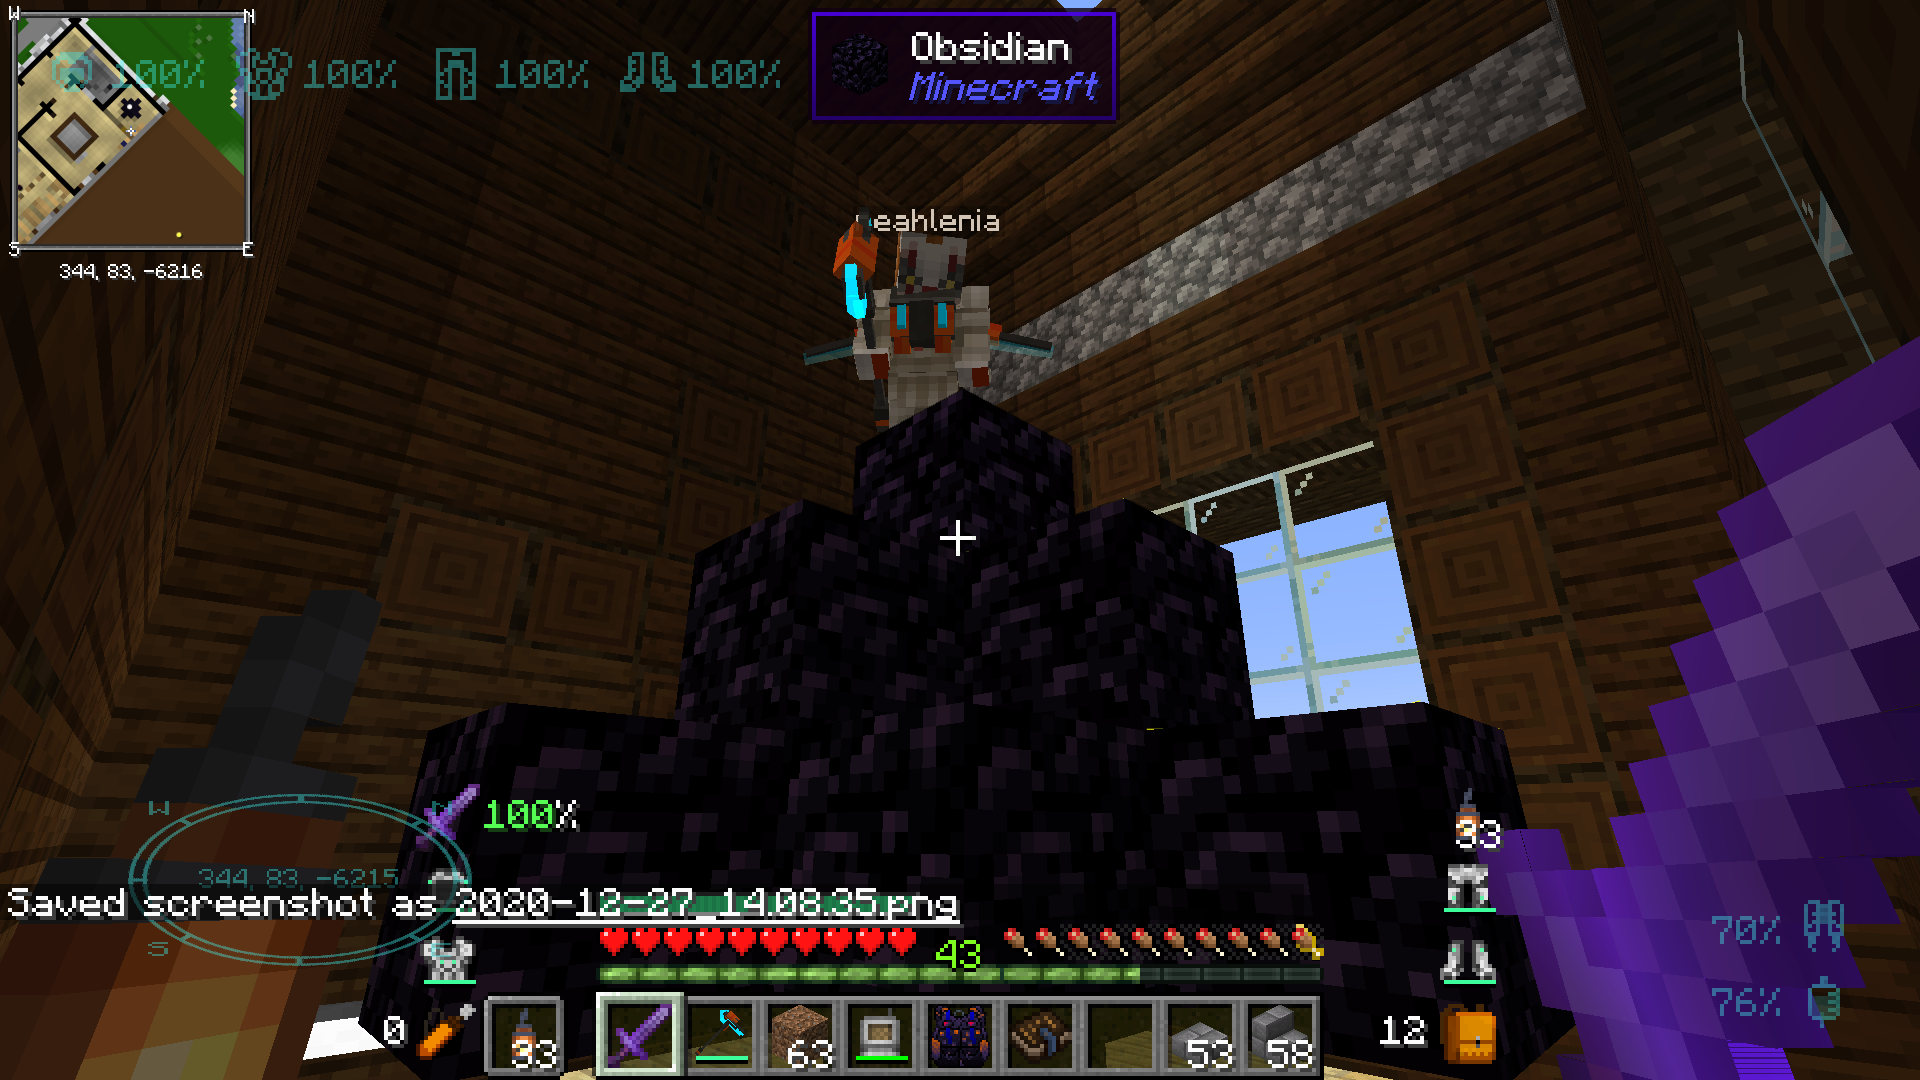 W N
100% 100% 100% 100%
Obsidian
Minecraft
S E
344, 83, -6216
eahlenia
100%
33
W N
344, 83, -6215
Saved screenshot as 2020-12-27_14.08.35.png
S
43
70%
76%
0 33 63 53 58 12